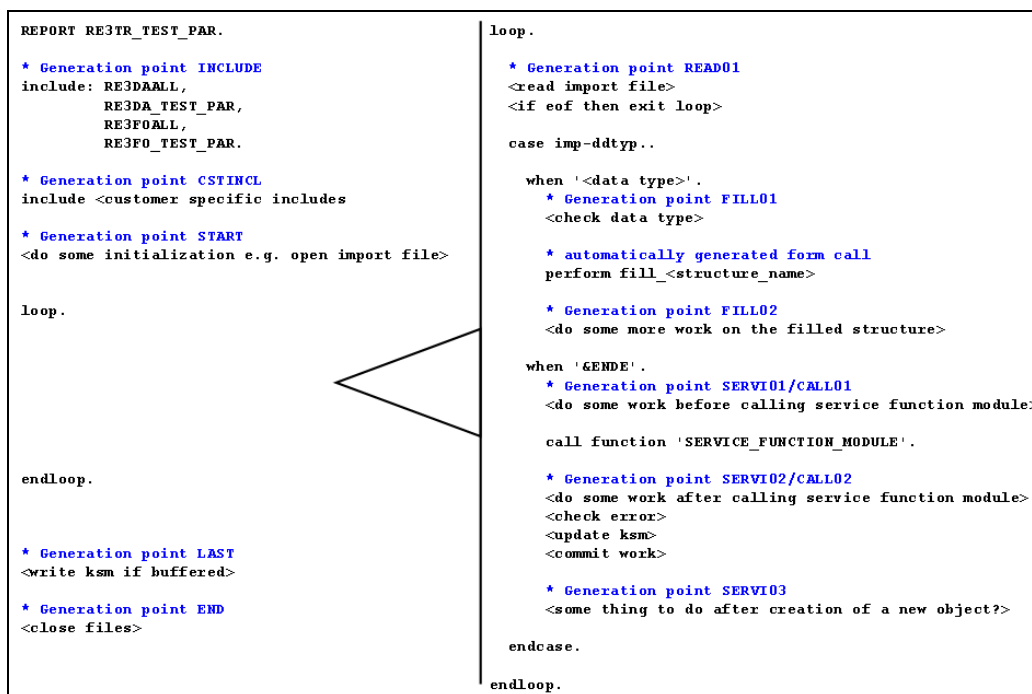 REPORT RE3TR_TEST_PAR.
* Generation point INCLUDE
include: RE3DAALL,
RE3DA_TEST_PAR,
RE3FOALL,
RE3FO_TEST_PAR.
* Generation point CSTINCL
include <customer specific includes
* Generation point START
<do some initialization e.g. open import file>
loop.
endloop.
* Generation point LAST
<write ksm if buffered>
* Generation point END
<close files>
loop.
* Generation point READ01
<read import file>
<if eof then exit loop>
case imp-ddtyp..
when '<data type>'.
* Generation point FILL01
<check data type>
* automatically generated form call
perform fill_<structure_name>
* Generation point FILL02
<do some more work on the filled structure>
when '&ENDE'.
* Generation point SERVI01/CALL01
<do some work before calling service function module>
call function 'SERVICE_FUNCTION_MODULE'.
* Generation point SERVI02/CALL02
<do some work after calling service function module>
<check error>
<update ksm>
<commit work>
* Generation point SERVI03
<some thing to do after creation of a new object?>
endcase.
endloop.